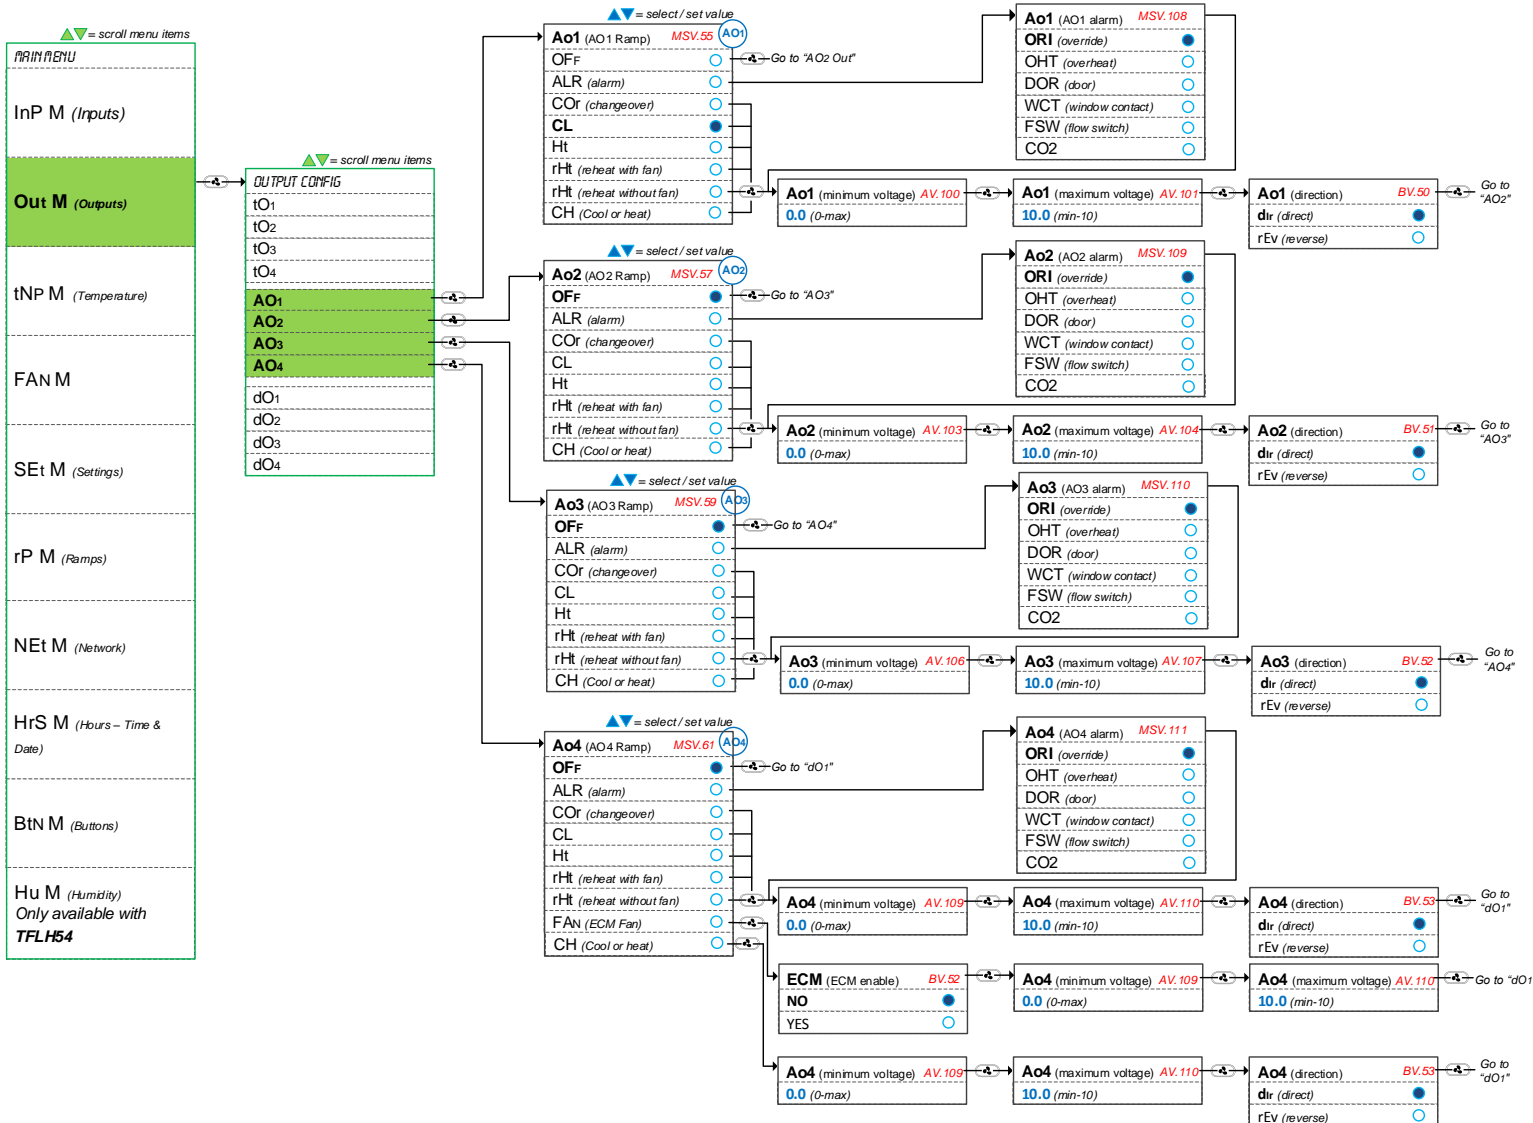 ▲▼= scroll menu items
MAIN MENU
InP M (Inputs)
Out M (Outputs)
tNP M (Temperature)
FAN M
SEt M (Settings)
rP M (Ramps)
NEt M (Network)
HrS M (Hours – Time &
Date)
BtN M (Buttons)
Hu M (Humidity)
Only available with
TFLH54
▲▼= scroll menu items
OUTPUT CONFIG
tO1
tO2
tO3
tO4
AO1
AO2
AO3
AO4
dO1
dO2
dO3
dO4
▲▼= select / set value
Ao1 (AO1 Ramp) MSV.55 AO1
OFF Go to "AO2 Out"
ALR (alarm)
COr (changeover)
CL
Ht
rHt (reheat with fan)
rHt (reheat without fan)
CH (Cool or heat)
Ao1 (AO1 alarm) MSV.108
ORI (override)
OHT (overheat)
DOR (door)
WCT (window contact)
FSW (flow switch)
CO2
Ao1 (minimum voltage) AV.100
0.0 (0-max)
Ao1 (maximum voltage) AV.101
10.0 (min-10)
Ao1 (direction) BV.50
dIr (direct)
rEv (reverse)
Go to
"AO2"
▲▼= select / set value
Ao2 (AO2 Ramp) MSV.57 AO2
OFF Go to "AO3"
ALR (alarm)
COr (changeover)
CL
Ht
rHt (reheat with fan)
rHt (reheat without fan)
CH (Cool or heat)
Ao2 (AO2 alarm) MSV.109
ORI (override)
OHT (overheat)
DOR (door)
WCT (window contact)
FSW (flow switch)
CO2
Ao2 (minimum voltage) AV.103
0.0 (0-max)
Ao2 (maximum voltage) AV.104
10.0 (min-10)
Ao2 (direction) BV.51
dIr (direct)
rEv (reverse)
Go to
"AO3"
▲▼= select / set value
Ao3 (AO3 Ramp) MSV.59 AO3
OFF Go to "AO4"
ALR (alarm)
COr (changeover)
CL
Ht
rHt (reheat with fan)
rHt (reheat without fan)
CH (Cool or heat)
Ao3 (AO3 alarm) MSV.110
ORI (override)
OHT (overheat)
DOR (door)
WCT (window contact)
FSW (flow switch)
CO2
Ao3 (minimum voltage) AV.106
0.0 (0-max)
Ao3 (maximum voltage) AV.107
10.0 (min-10)
Ao3 (direction) BV.52
dIr (direct)
rEv (reverse)
Go to
"AO4"
▲▼= select / set value
Ao4 (AO4 Ramp) MSV.61 AO4
OFF Go to "dO1"
ALR (alarm)
COr (changeover)
CL
Ht
rHt (reheat with fan)
rHt (reheat without fan)
FAN (ECM Fan)
CH (Cool or heat)
Ao4 (AO4 alarm) MSV.111
ORI (override)
OHT (overheat)
DOR (door)
WCT (window contact)
FSW (flow switch)
CO2
Ao4 (minimum voltage) AV.109
0.0 (0-max)
Ao4 (maximum voltage) AV.110
10.0 (min-10)
Ao4 (direction) BV.53
dIr (direct)
rEv (reverse)
Go to
"dO1"
ECM (ECM enable) BV.52
NO
YES
Ao4 (minimum voltage) AV.109
0.0 (0-max)
Ao4 (maximum voltage) AV.110
10.0 (min-10)
Go to "dO1
Ao4 (minimum voltage) AV.109
0.0 (0-max)
Ao4 (maximum voltage) AV.110
10.0 (min-10)
Ao4 (direction) BV.53
dIr (direct)
rEv (reverse)
Go to
"dO1"